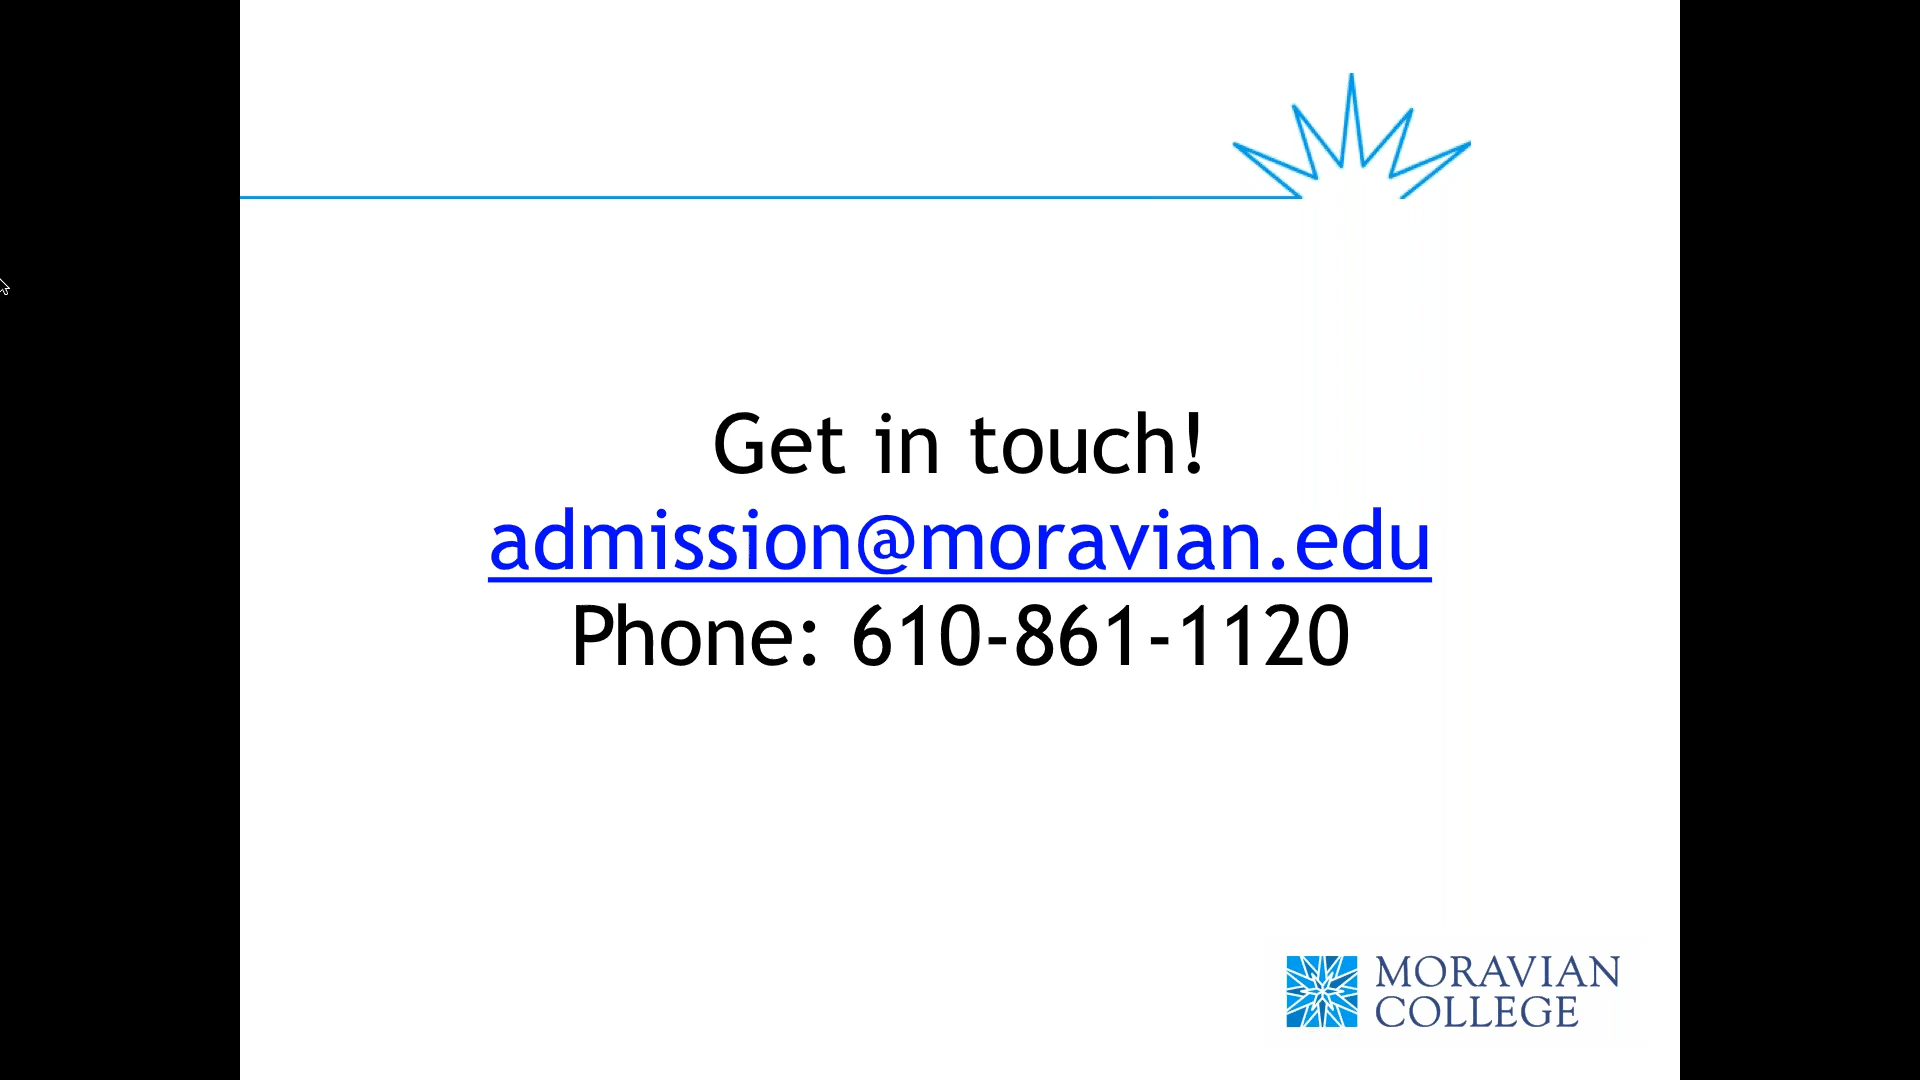 Get in touch!
admission@moravian.edu
Phone: 610-861-1120
MORAVIAN
COLLEGE